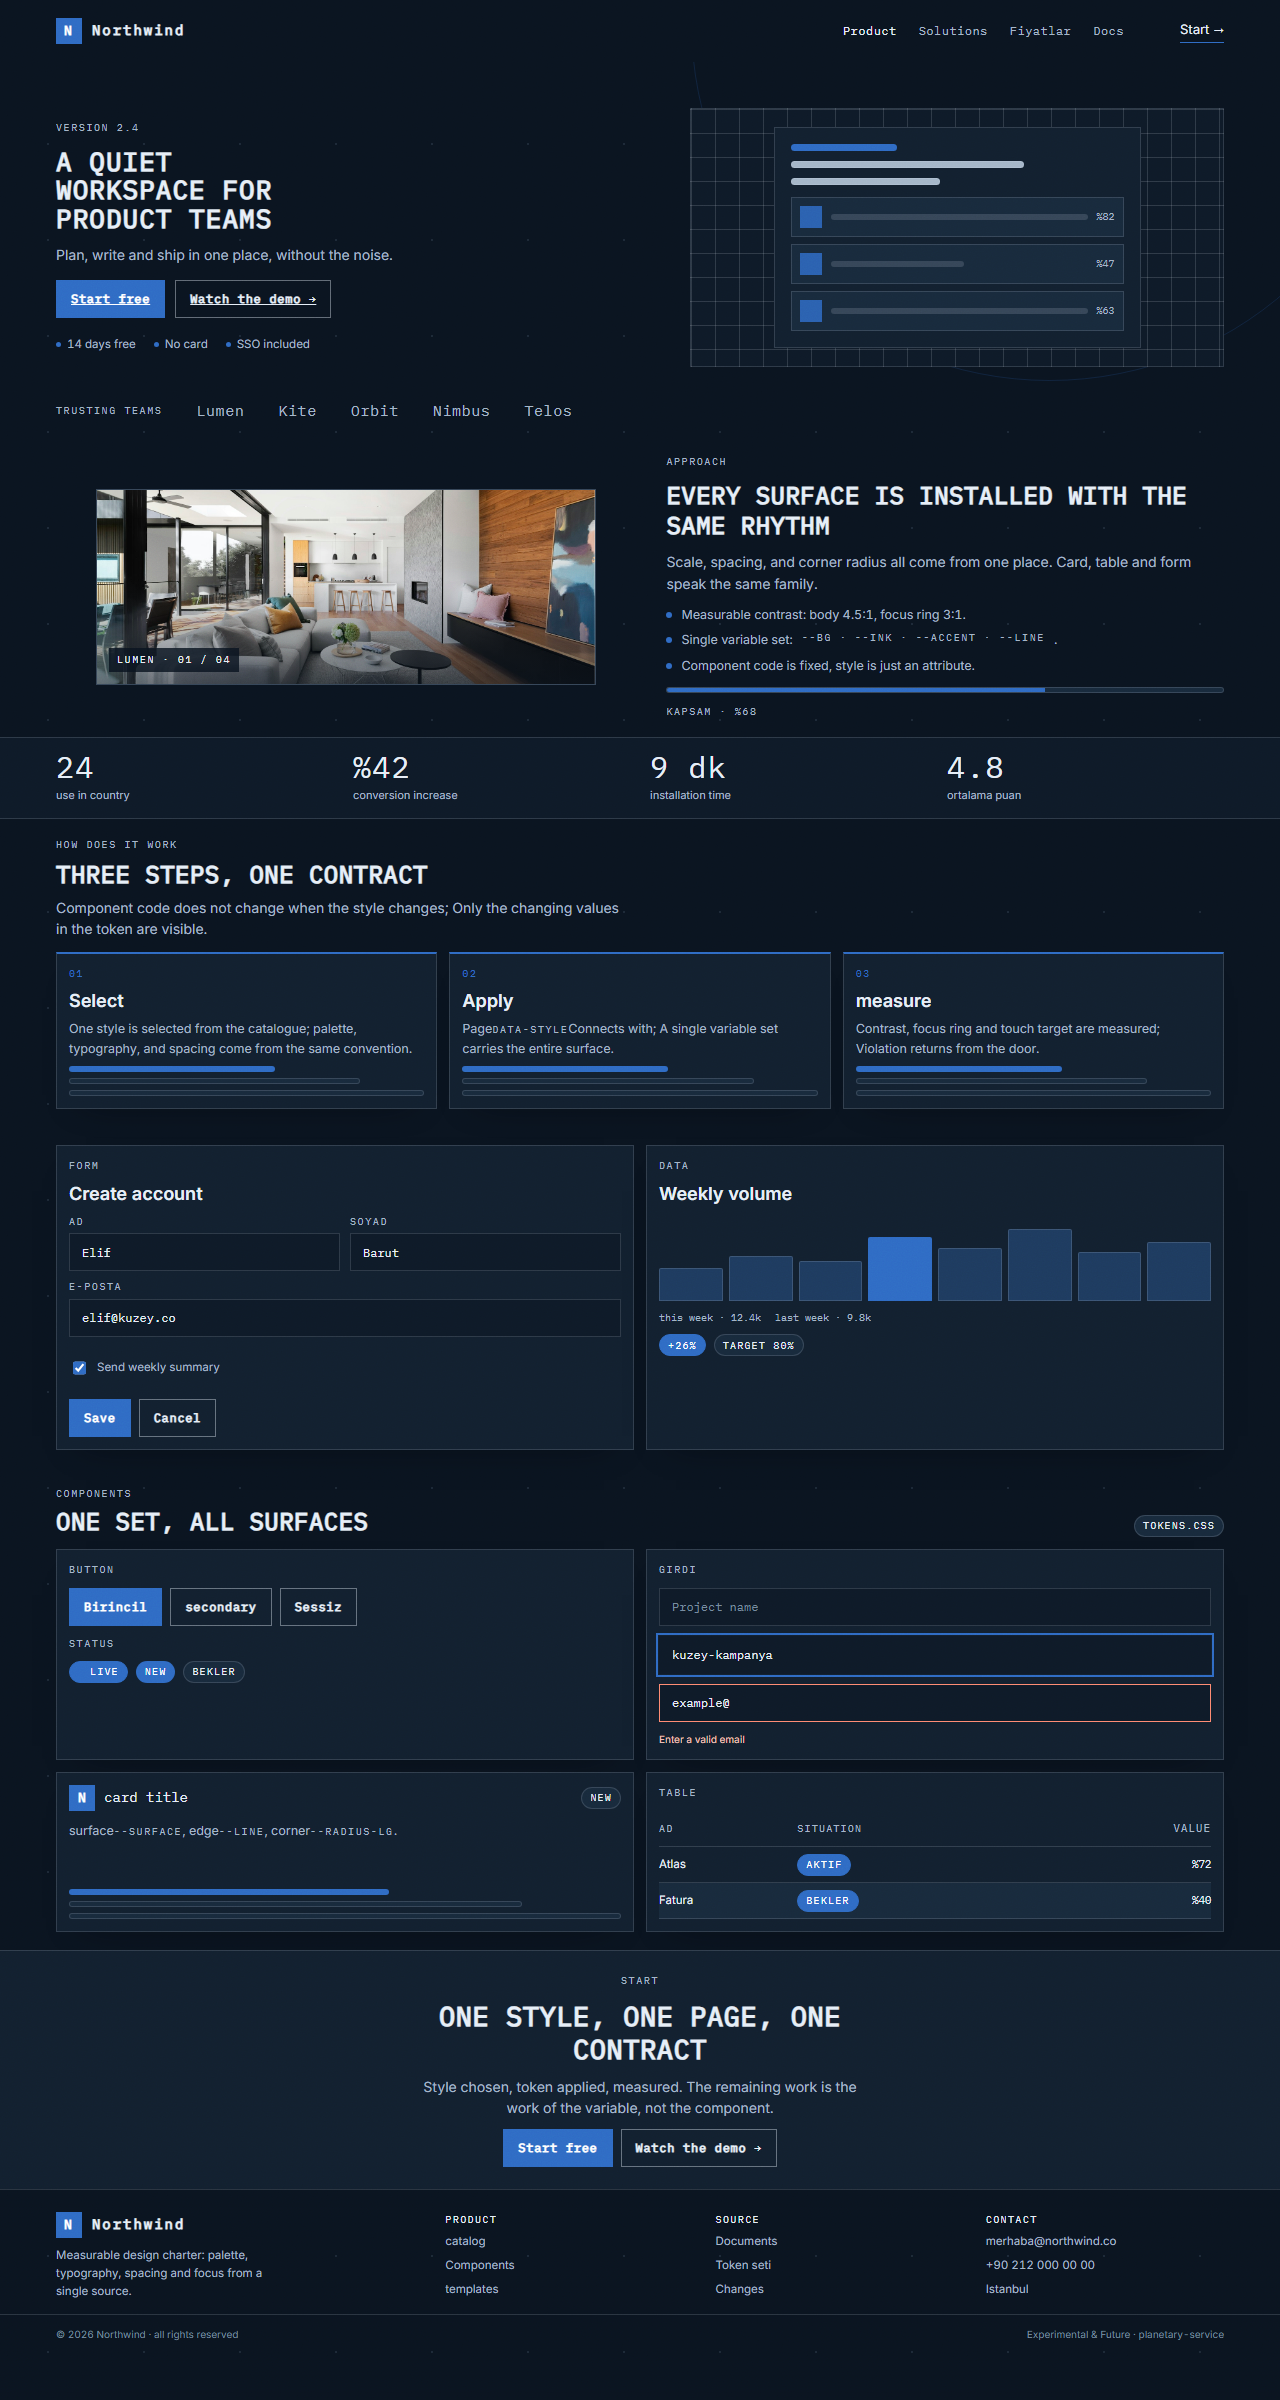 N Northwind
Product Solutions Fiyatlar Docs Start →
VERSION 2.4
A QUIET
WORKSPACE FOR
PRODUCT TEAMS
Plan, write and ship in one place, without the noise.
Start free Watch the demo →
14 days free No card SSO included
%82
%47
%63
TRUSTING TEAMS Lumen Kite Orbit Nimbus Telos
LUMEN · 01 / 04
APPROACH
EVERY SURFACE IS INSTALLED WITH THE
SAME RHYTHM
Scale, spacing, and corner radius all come from one place. Card, table and form
speak the same family.
Measurable contrast: body 4.5:1, focus ring 3:1.
Single variable set: --BG · --INK · --ACCENT · --LINE .
Component code is fixed, style is just an attribute.
KAPSAM · %68
24 %42 9 dk 4.8
use in country conversion increase installation time ortalama puan
HOW DOES IT WORK
THREE STEPS, ONE CONTRACT
Component code does not change when the style changes; Only the changing values
in the token are visible.
01
Select
One style is selected from the catalogue; palette,
typography, and spacing come from the same convention.
02
Apply
PageDATA-STYLEConnects with; A single variable set
carries the entire surface.
03
measure
Contrast, focus ring and touch target are measured;
Violation returns from the door.
FORM
Create account
AD SOYAD
Elif Barut
E-POSTA
elif@kuzey.co
Send weekly summary
Save Cancel
DATA
Weekly volume
this week · 12.4k last week · 9.8k
+26% TARGET 80%
COMPONENTS
ONE SET, ALL SURFACES
TOKENS.CSS
BUTTON
Birincil secondary Sessiz
STATUS
LIVE NEW BEKLER
GIRDI
Project name
kuzey-kampanya
example@
Enter a valid email
N card title NEW
surface--SURFACE, edge--LINE, corner--RADIUS-LG.
TABLE
AD SITUATION VALUE
Atlas AKTIF %72
Fatura BEKLER %40
START
ONE STYLE, ONE PAGE, ONE
CONTRACT
Style chosen, token applied, measured. The remaining work is the
work of the variable, not the component.
Start free Watch the demo →
N Northwind
Measurable design charter: palette,
typography, spacing and focus from a
single source.
PRODUCT
catalog
Components
templates
SOURCE
Documents
Token seti
Changes
CONTACT
merhaba@northwind.co
+90 212 000 00 00
Istanbul
© 2026 Northwind · all rights reserved
Experimental & Future · planetary-service